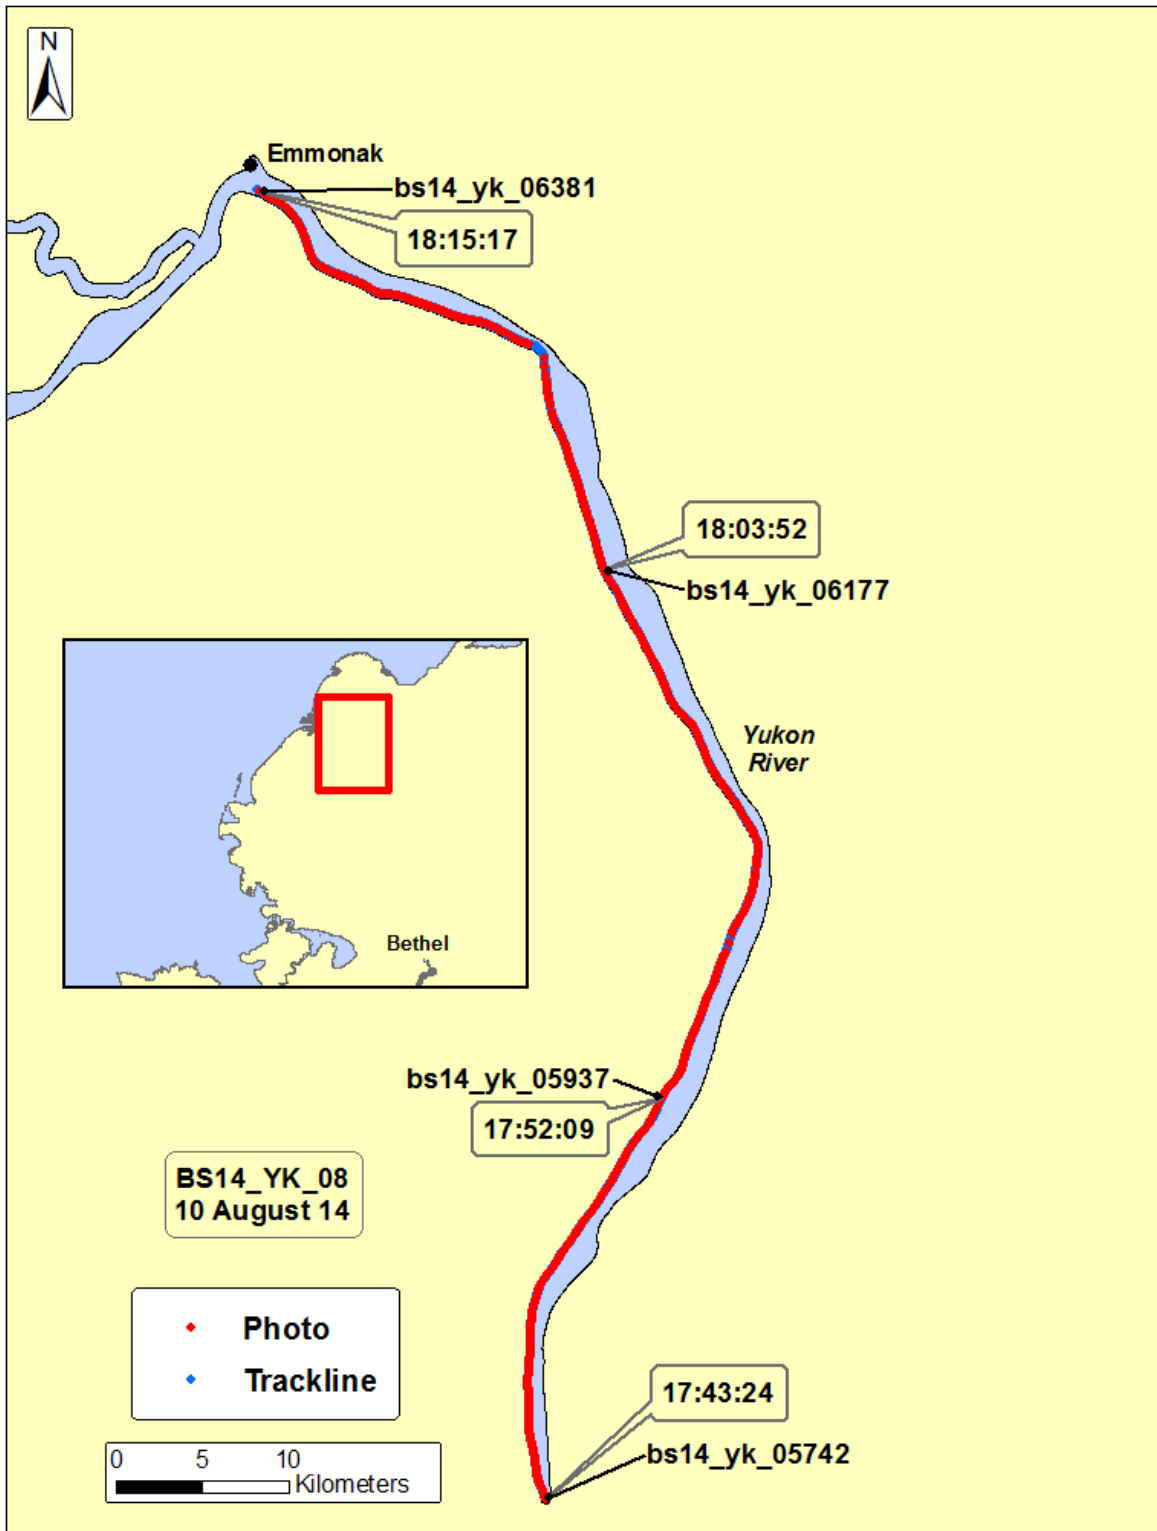 N
Emmonak
bs14_yk_06381
18:15:17
18:03:52
bs14_yk_06177
Yukon
River
Bethel
bs14_yk_05937
17:52:09
BS14_YK_08
10 August 14
Photo
Trackline
17:43:24
bs14_yk_05742
0 5 10
Kilometers